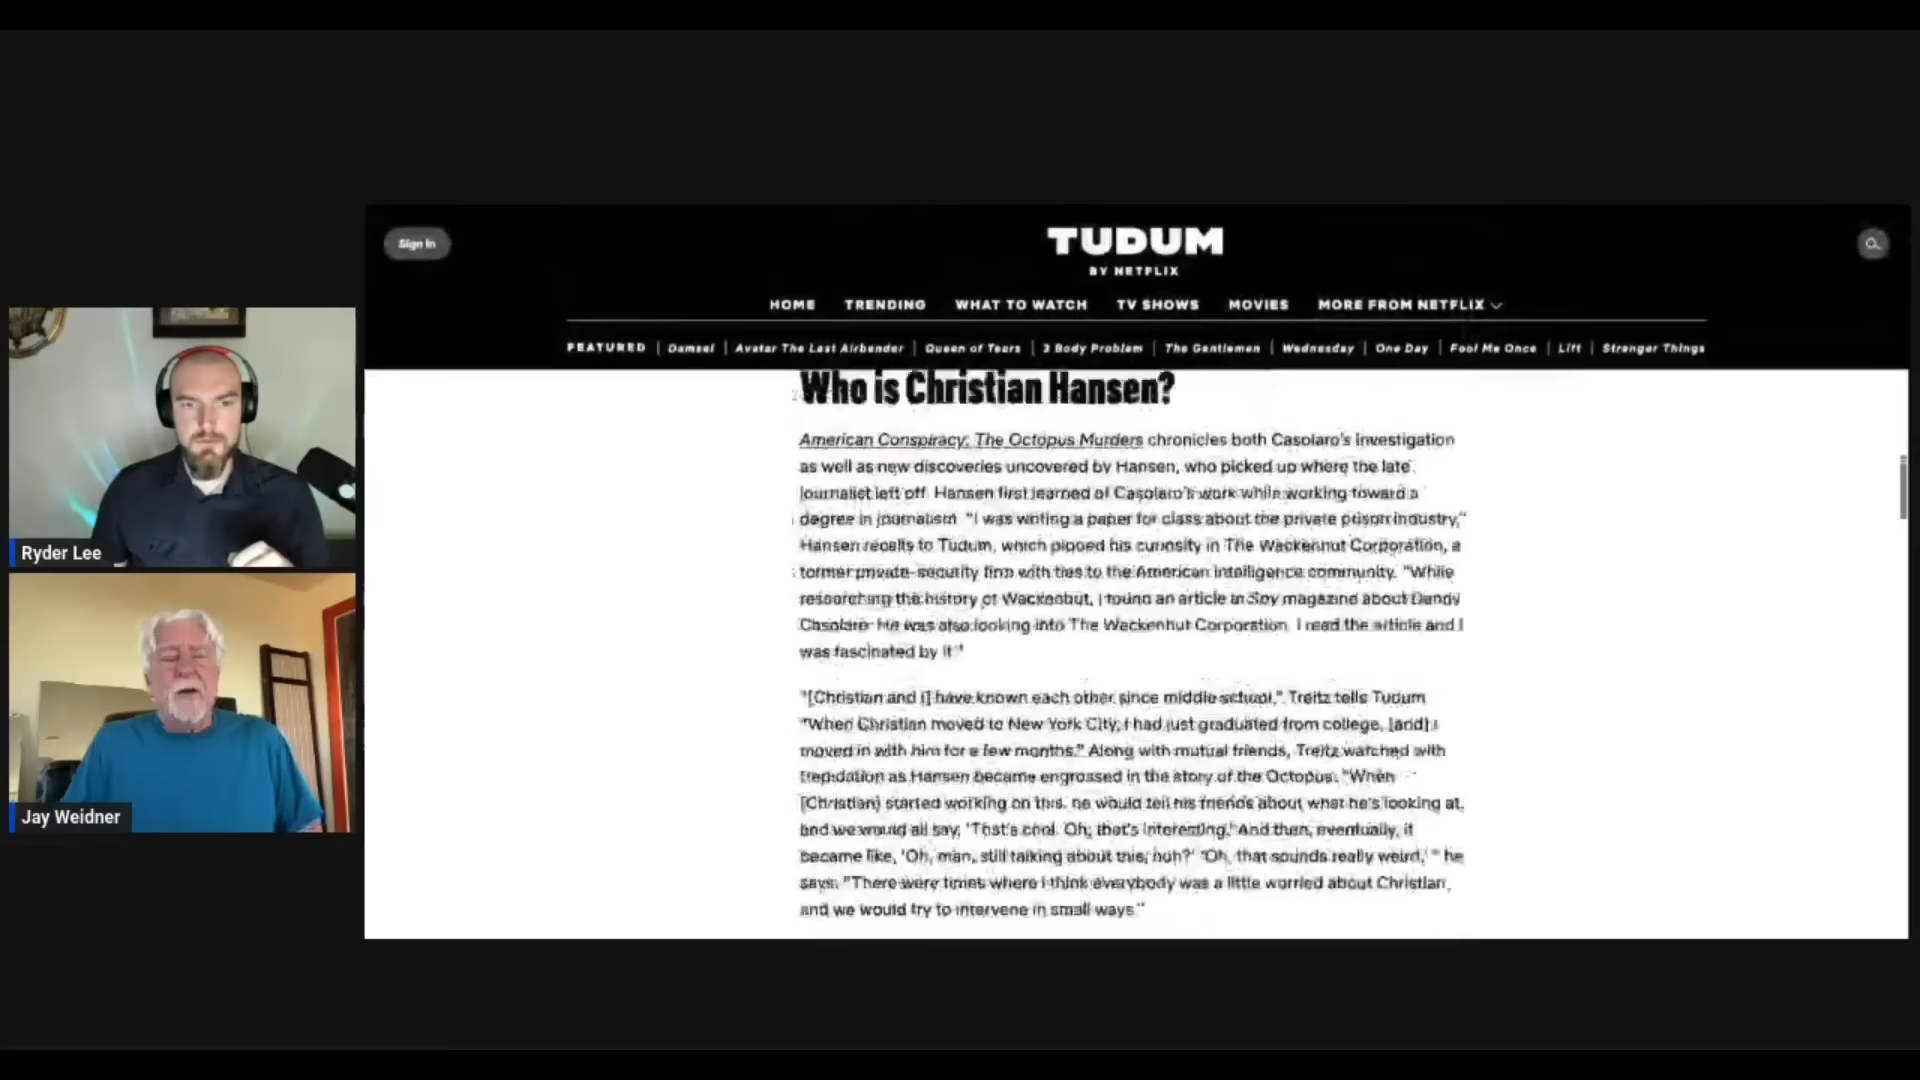 Sign In
TUDUM
BY NETFLIX
HOME TRENDING WHAT TO WATCH TV SHOWS MOVIES MORE FROM NETFLIX
FEATURED | Damsel | Avatar The Last Airbender | Queen of Tears | 3 Body Problem | The Gentlemen | Wednesday | One Day | Fool Me Once | Lift | Stranger Things
Who is Christian Hansen?
American Conspiracy: The Octopus Murders chronicles both Casolaro's investigation
as well as new discoveries uncovered by Hansen, who picked up where the late
journalist left off. Hansen first learned of Casolaro's work while working toward a
degree in journalism. "I was writing a paper for class about the private prison industry,"
Hansen recalls to Tudum, which piqued his curiosity in The Wackenhut Corporation, a
former private-security firm with ties to the American intelligence community. "While
researching the history of Wackenhut, I found an article in Spy magazine about Danny
Casolaro. He was also looking into The Wackenhut Corporation. I read the article and I
was fascinated by it."
"[Christian and I] have known each other since middle school," Treitz tells Tudum.
"When Christian moved to New York City, I had just graduated from college, [and] I
moved in with him for a few months." Along with mutual friends, Treitz watched with
trepidation as Hansen became engrossed in the story of the Octopus. "When
[Christian] started working on this, he would tell his friends about what he's looking at,
and we would all say, 'That's cool. Oh, that's interesting.' And then, eventually, it
became like, 'Oh, man, still talking about this, huh?' 'Oh, that sounds really weird,' " he
says. "There were times where I think everybody was a little worried about Christian,
and we would try to intervene in small ways."
Ryder Lee
Jay Weidner